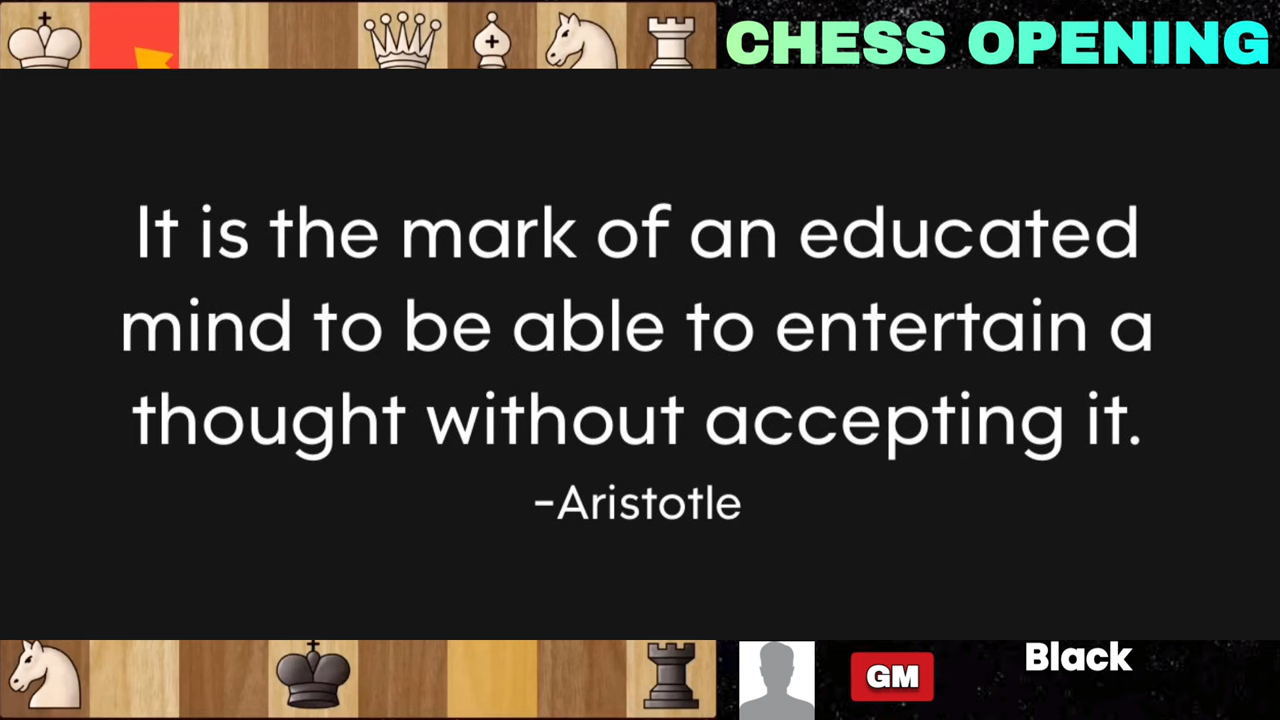 CHESS OPENING
It is the mark of an educated
mind to be able to entertain a
thought without accepting it.
-Aristotle
GM
Black